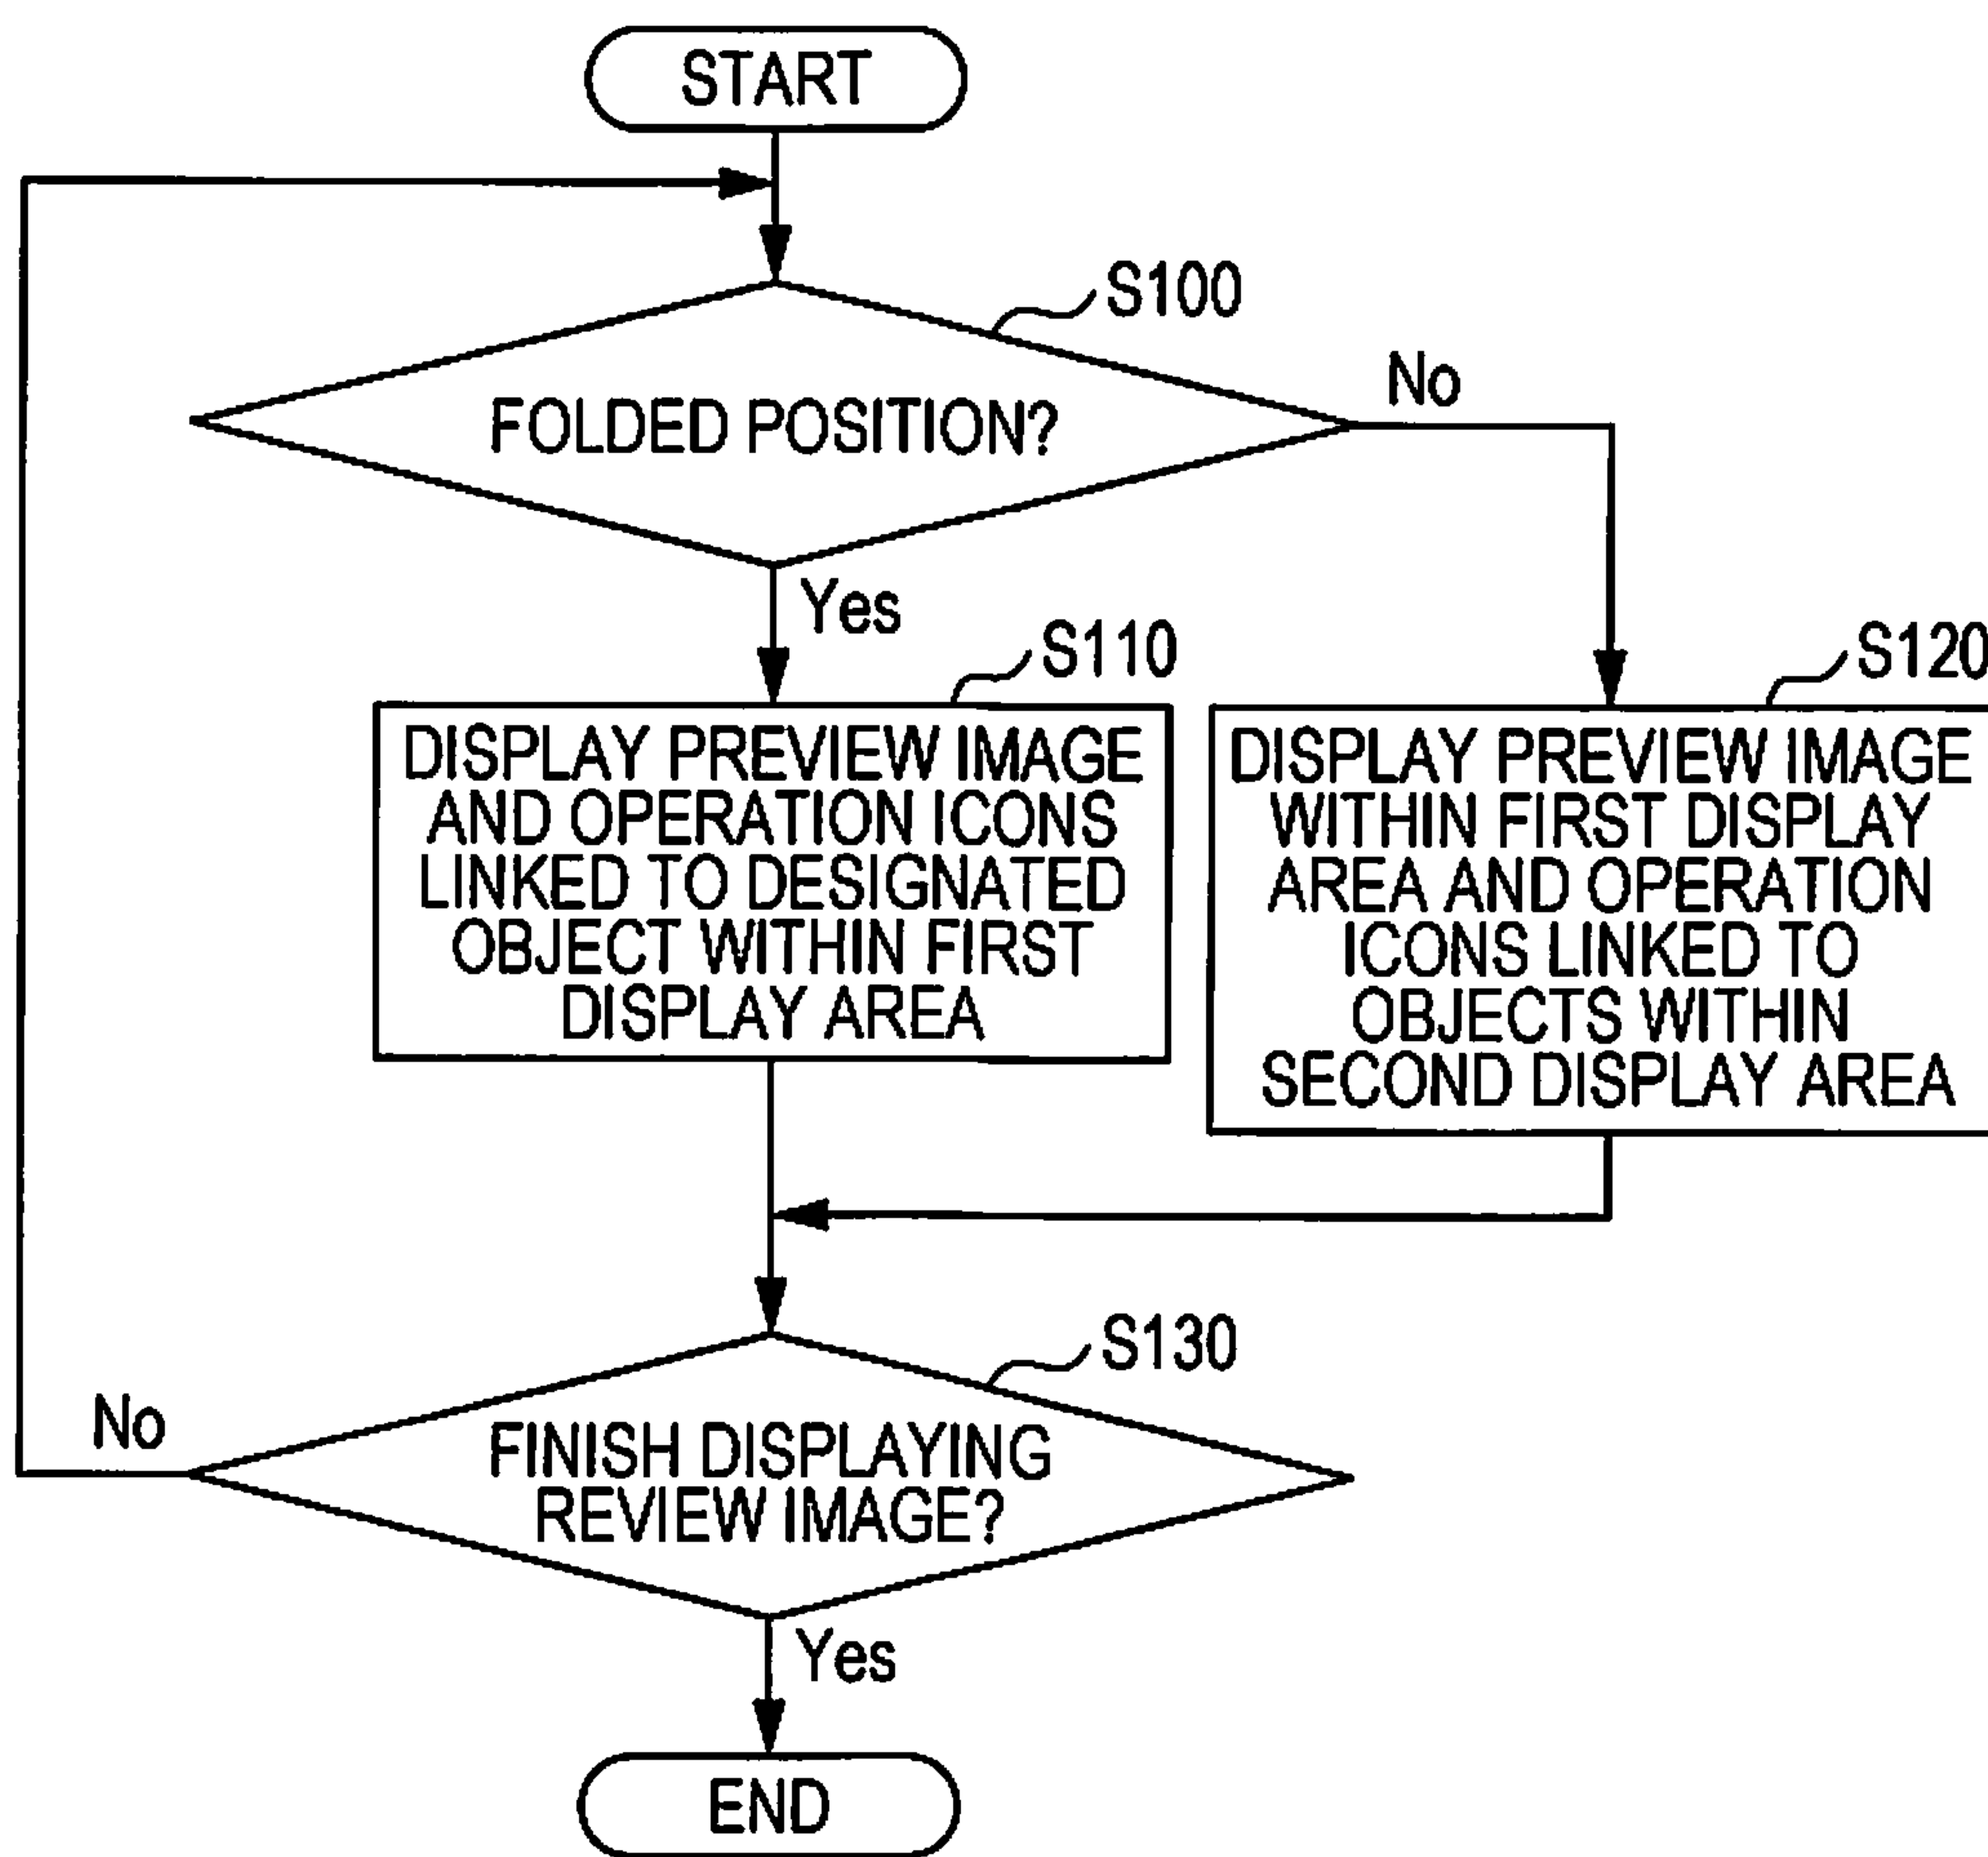 START
S100
FOLDED POSITION?
No
Yes
S110
DISPLAY PREVIEW IMAGE
AND OPERATION ICONS
LINKED TO DESIGNATED
OBJECT WITHIN FIRST
DISPLAY AREA
S120
DISPLAY PREVIEW IMAGE
WITHIN FIRST DISPLAY
AREA AND OPERATION
ICONS LINKED TO
OBJECTS WITHIN
SECOND DISPLAY AREA
S130
No
FINISH DISPLAYING
REVIEW IMAGE?
Yes
END